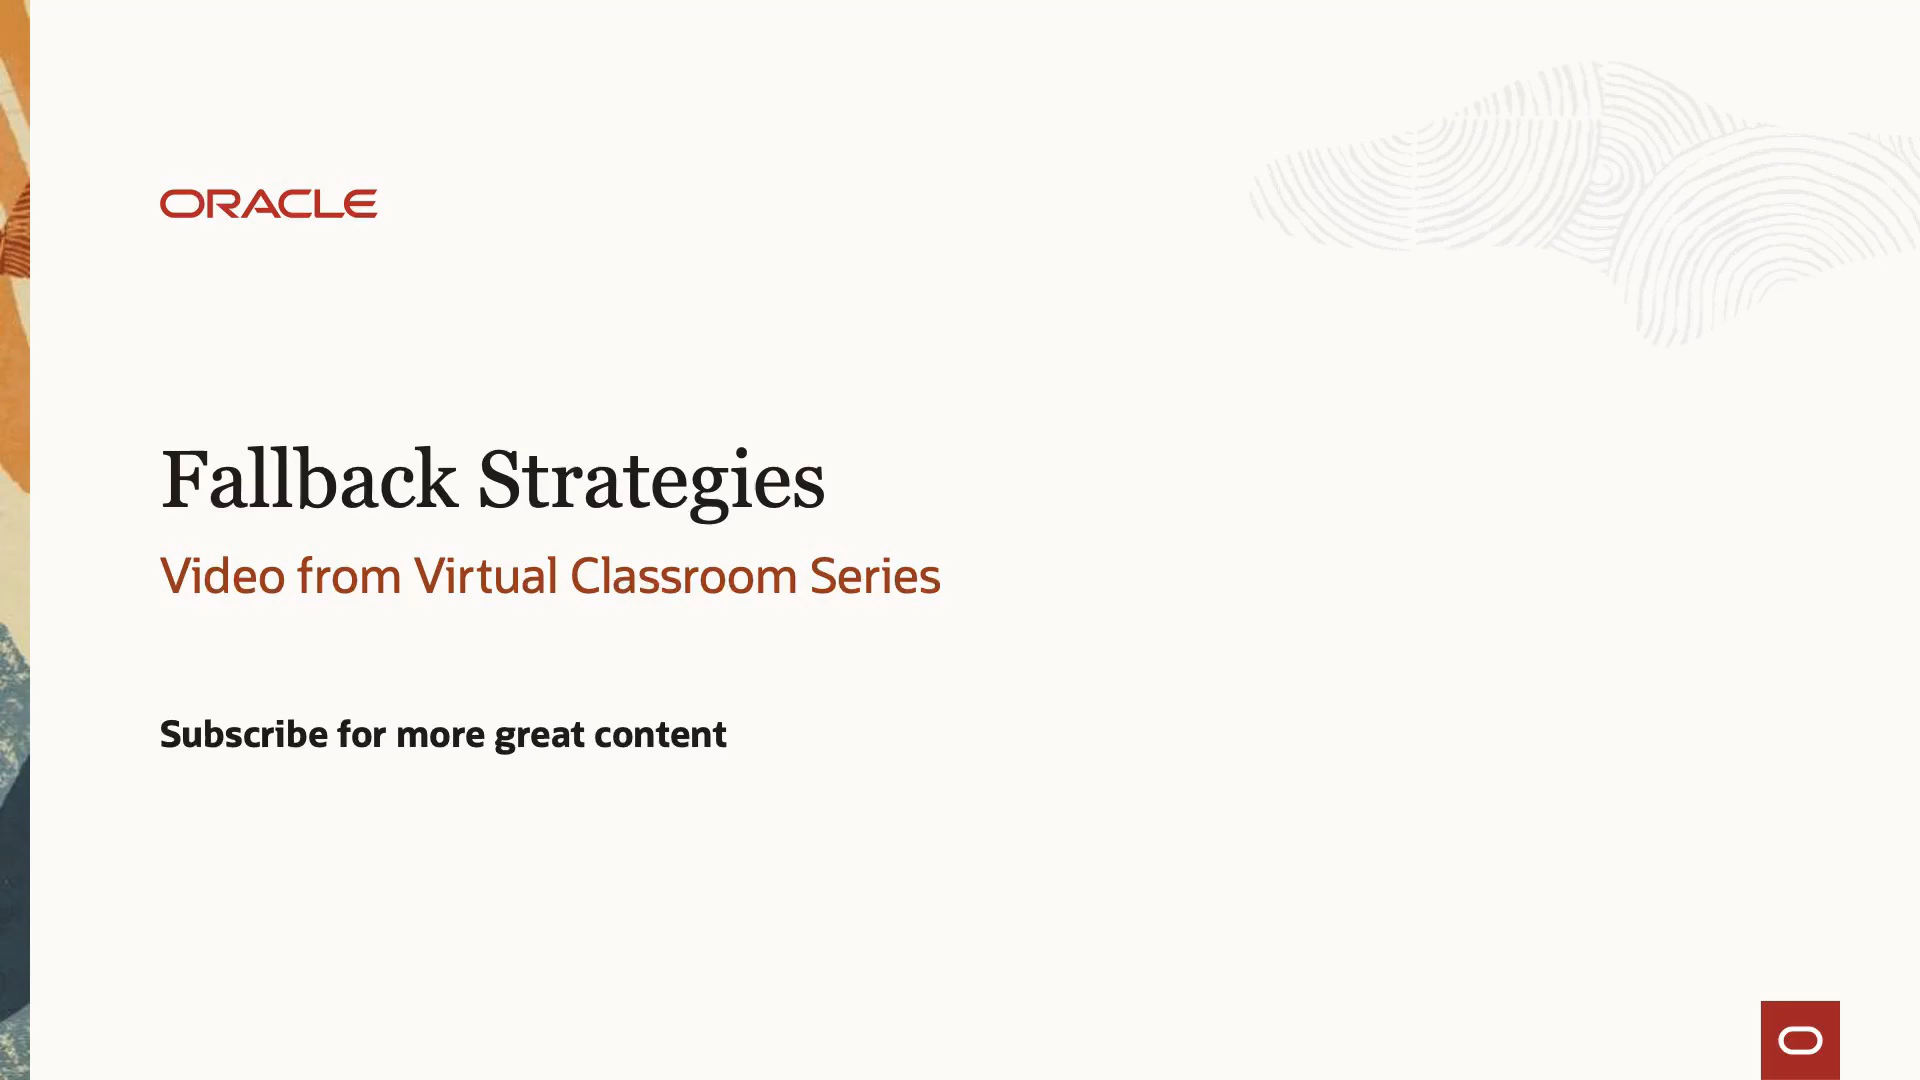 ORACLE
Fallback Strategies
Video from Virtual Classroom Series
Subscribe for more great content